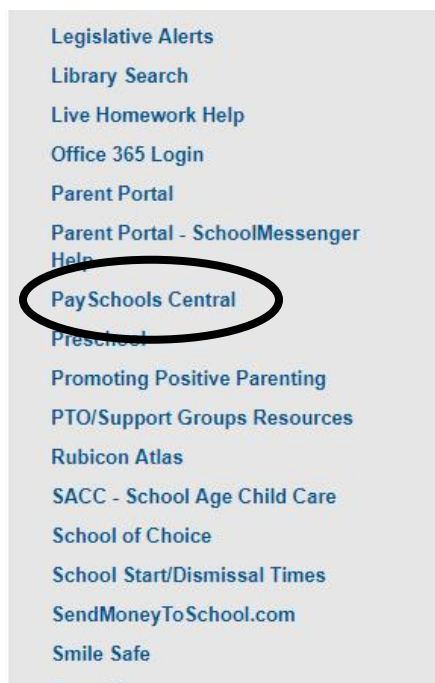 Legislative Alerts
Library Search
Live Homework Help
Office 365 Login
Parent Portal
Parent Portal - SchoolMessenger
Help
PaySchools Central
Preschool
Promoting Positive Parenting
PTO/Support Groups Resources
Rubicon Atlas
SACC - School Age Child Care
School of Choice
School Start/Dismissal Times
SendMoneyToSchool.com
Smile Safe